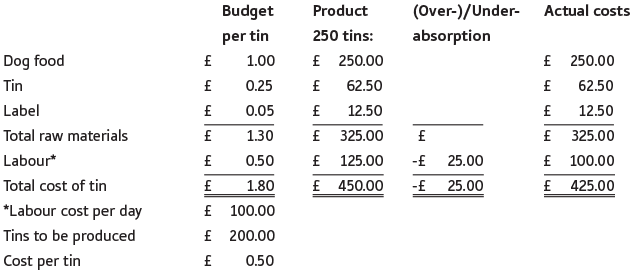 Budget Product (Over-)/Under- Actual costs
per tin 250 tins: absorption
Dog food £ 1.00 £ 250.00 £ 250.00
Tin £ 0.25 £ 62.50 £ 62.50
Label £ 0.05 £ 12.50 £ 12.50
Total raw materials £ 1.30 £ 325.00 £ £ 325.00
Labour* £ 0.50 £ 125.00 -£ 25.00 £ 100.00
Total cost of tin £ 1.80 £ 450.00 -£ 25.00 £ 425.00
*Labour cost per day £ 100.00
Tins to be produced £ 200.00
Cost per tin £ 0.50